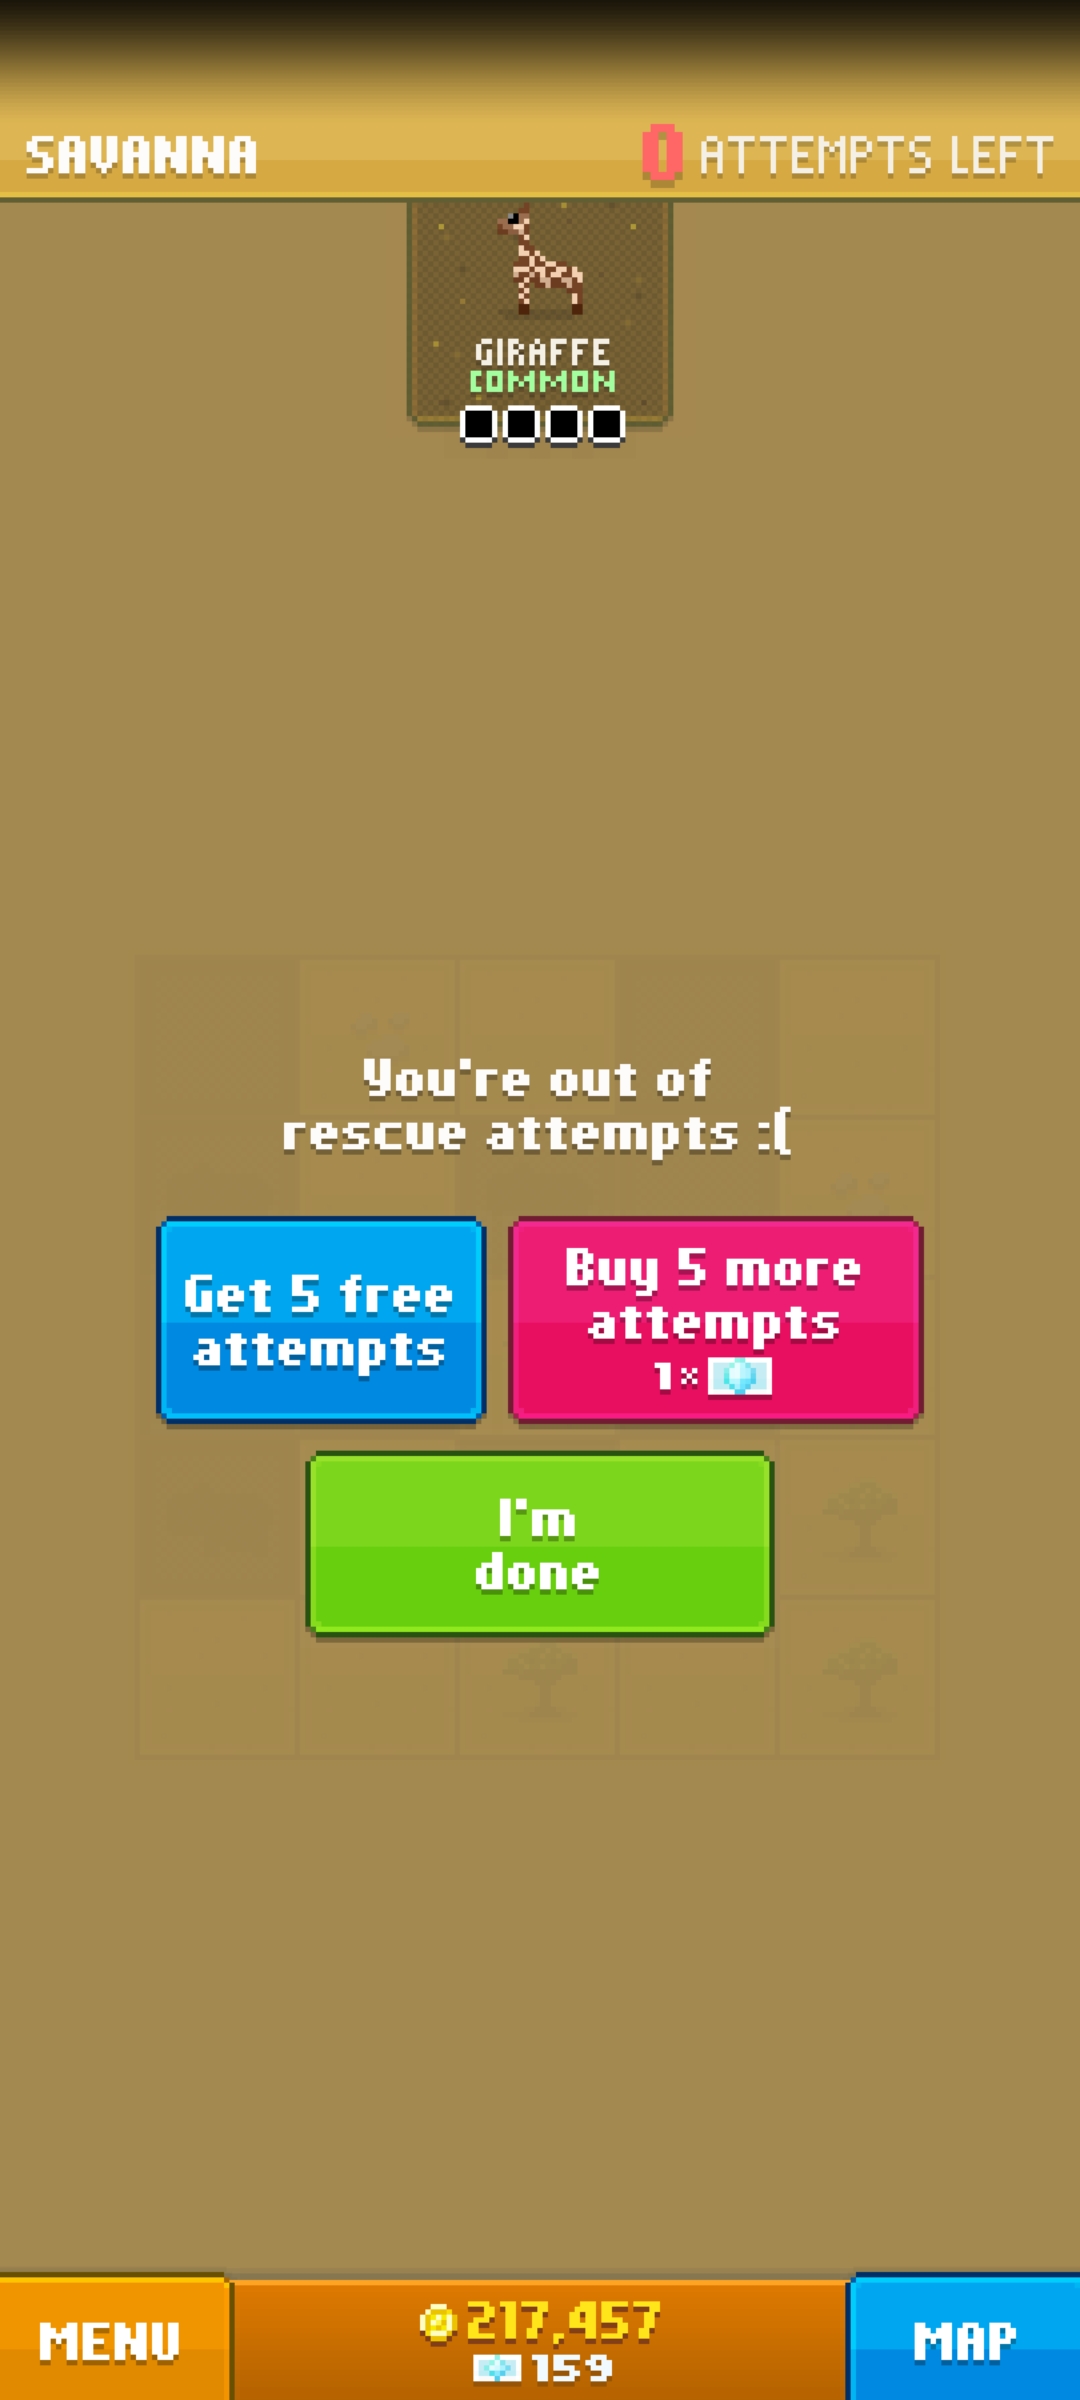 SAVANNA
0 ATTEMPTS LEFT
GIRAFFE
COMMON
You're out of
rescue attempts :(
Get 5 free
attempts
Buy 5 more
attempts
1×
I'm
done
MENU
217,457
159
MAP